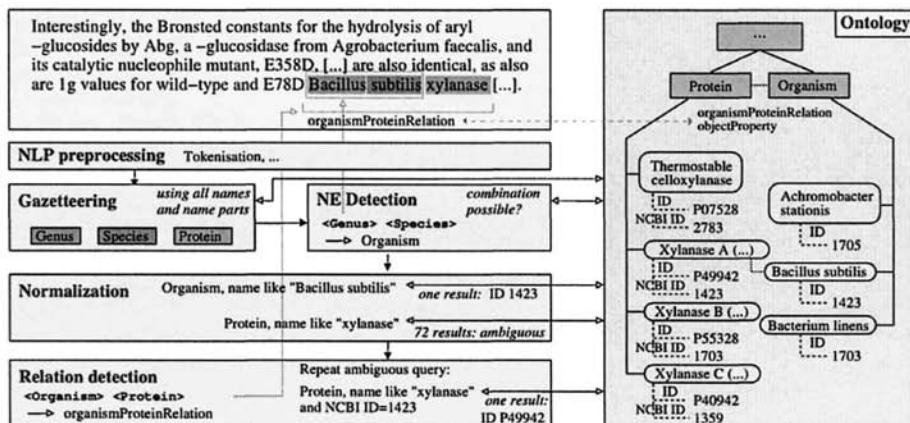 Interestingly, the Bronsted constants for the hydrolysis of aryl
–glucosides by Abg, a –glucosidase from Agrobacterium faecalis, and
its catalytic nucleophile mutant, E358D, [...] are also identical, as also
are 1g values for wild–type and E78D Bacillus subtilis xylanase [...].
organismProteinRelation
NLP preprocessing Tokenisation, ...
Gazetteering
using all names
and name parts
Genus Species Protein
NE Detection
combination
possible?
<Genus> <Species>
Organism
Normalization
Organism, name like "Bacillus subtilis"
one result: ID 1423
Protein, name like "xylanase"
72 results: ambiguous
Relation detection
<Organism> <Protein>
organismProteinRelation
Repeat ambiguous query:
Protein, name like "xylanase"
and NCBI ID=1423
one result:
ID P49942
Ontology
...
Protein Organism
organismProteinRelation
objectProperty
Thermostable
celloxylanase
ID
P07528
NCBI ID
2783
Xylanase A (...)
ID
P49942
NCBI ID
1423
Xylanase B (...)
ID
P55328
NCBI ID
1703
Xylanase C (...)
ID
P40942
NCBI ID
1359
Achromobacter
stationis
ID
1705
Bacillus subtilis
ID
1423
Bacterium linens
ID
1703